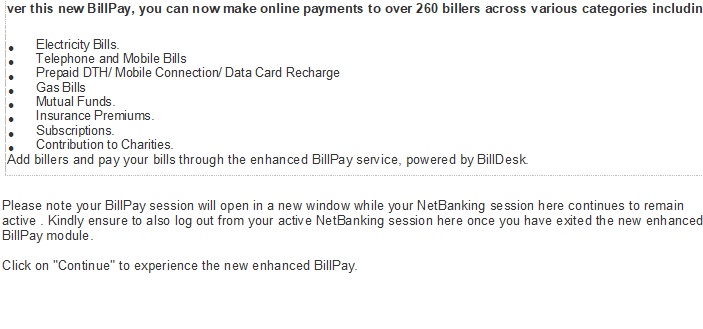 ver this new BillPay, you can now make online payments to over 260 billers across various categories includin
• Electricity Bills.
• Telephone and Mobile Bills
• Prepaid DTH/ Mobile Connection/ Data Card Recharge
• Gas Bills
• Mutual Funds.
• Insurance Premiums.
• Subscriptions.
• Contribution to Charities.
Add billers and pay your bills through the enhanced BillPay service, powered by BillDesk.
Please note your BillPay session will open in a new window while your NetBanking session here continues to remain
active . Kindly ensure to also log out from your active NetBanking session here once you have exited the new enhanced
BillPay module.
Click on "Continue" to experience the new enhanced BillPay.